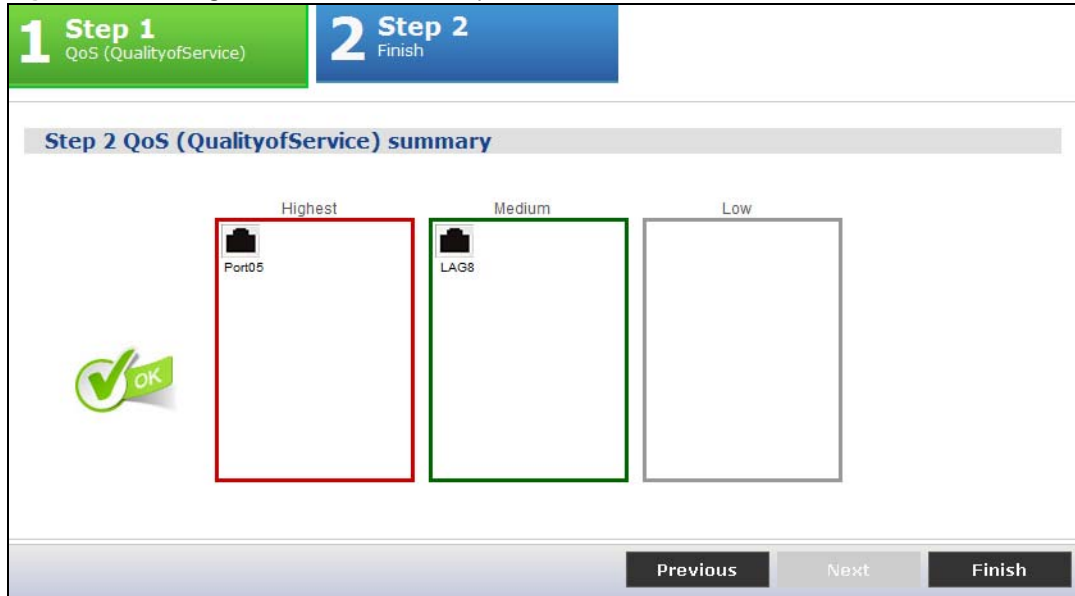 1 Step 1
QoS (QualityofService)
2 Step 2
Finish
Step 2 QoS (QualityofService) summary
Highest Medium Low
Port05 LAG8
OK
Previous Next Finish